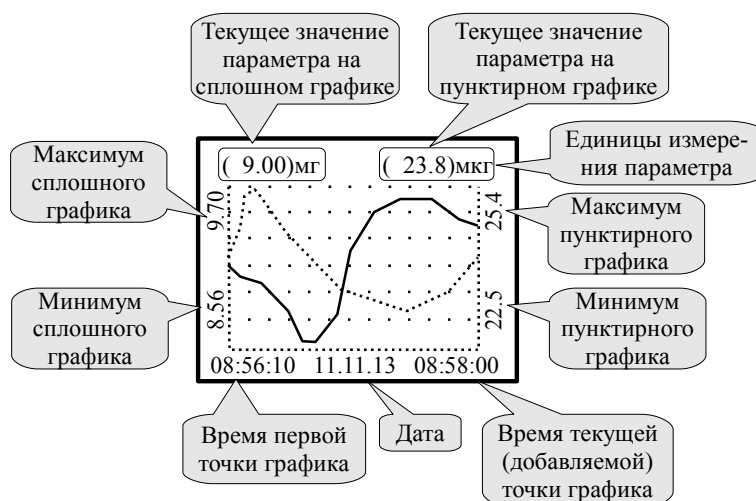 Текущее значение
параметра на
сплошном графике
Текущее значение
параметра на
пунктирном графике
Единицы измере-
ния параметра
Максимум
сплошного
графика
( 9.00)мг
( 23.8)мкг
9.70
25.4
Максимум
пунктирного
графика
Минимум
сплошного
графика
8.56
22.5
Минимум
пунктирного
графика
08:56:10 11.11.13 08:58:00
Время первой
точки графика
Дата
Время текущей
(добавляемой)
точки графика